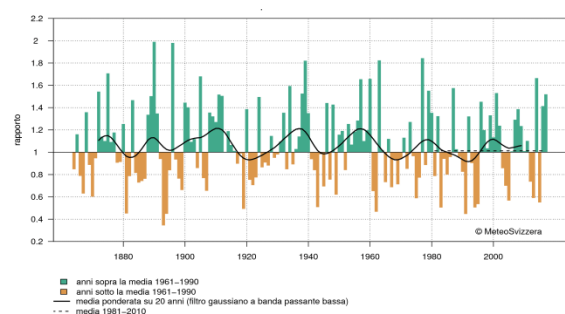 2.2
2
1.8
1.6
1.4
1.2
1
0.8
0.6
0.4
0.2
rapporto
© MeteoSvizzera
1880 1900 1920 1940 1960 1980 2000
anni sopra la media 1961−1990
anni sotto la media 1961−1990
media ponderata su 20 anni (filtro gaussiano a banda passante bassa)
media 1981−2010